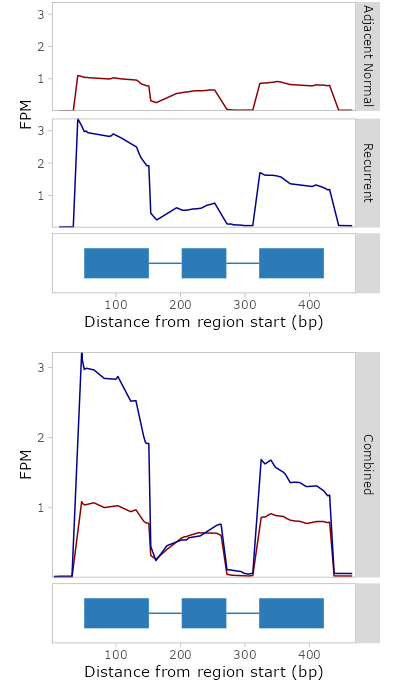 3
2
1
Adjacent Normal
FPM
3
2
1
Recurrent
100 200 300 400
Distance from region start (bp)
3
2
1
FPM
Combined
100 200 300 400
Distance from region start (bp)